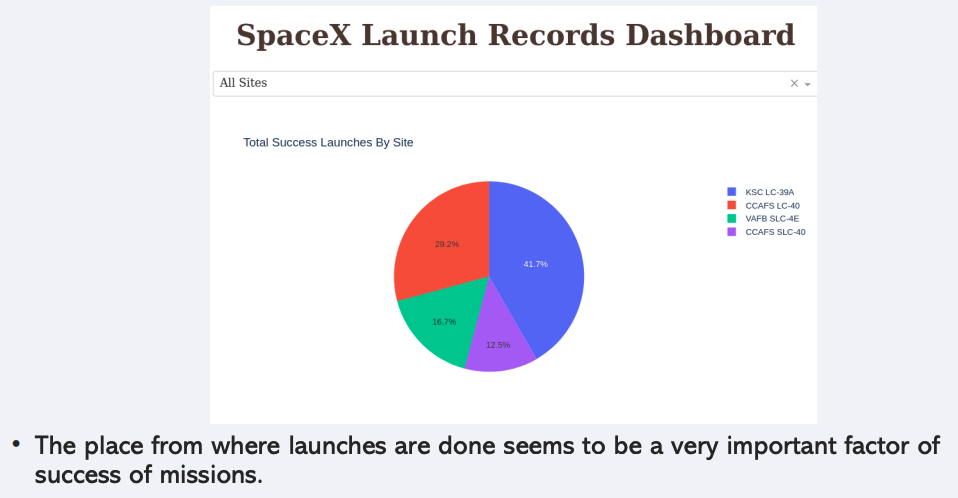 SpaceX Launch Records Dashboard
All Sites
Total Success Launches By Site
KSC LC-39A
CCAFS LC-40
VAFB SLC-4E
CCAFS SLC-40
29.2%
41.7%
16.7%
12.5%
• The place from where launches are done seems to be a very important factor of
success of missions.